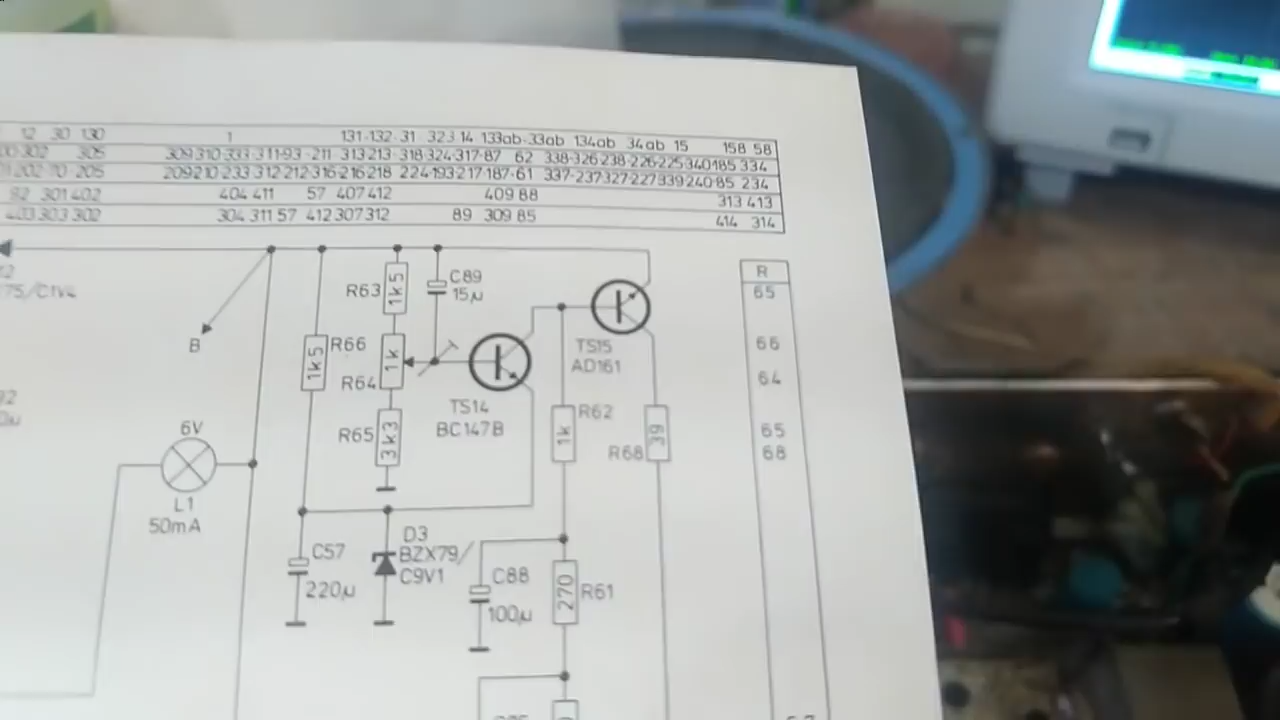 12 30 130 1 131-132-31 323 14 133ab-33ab 134ab 34ab 15 158 58
302 305 309 310-333-311-93-211 313 213 318 324-317-87 62 338-326-238-226-225-340 185 334
202-70 205 209 210-233 312-212-316-216 218 224-193-217-187-61 337-237 327-227 339 240 85 234
92 301 402 404 411 57 407 412 409 88 313 413
403 303 302 304 311 57 412 307 312 89 309 85 414 314
R
65
66
64
65
68
75/C1V4
B
R63
1k5
C89
15µ
R66
1k5
1k
R64
R65
3k3
TS14
BC147B
TS15
AD161
R62
1k
R68
39
6V
L1
50mA
C57
220µ
D3
BZX79/
C9V1
C88
100µ
270
R61